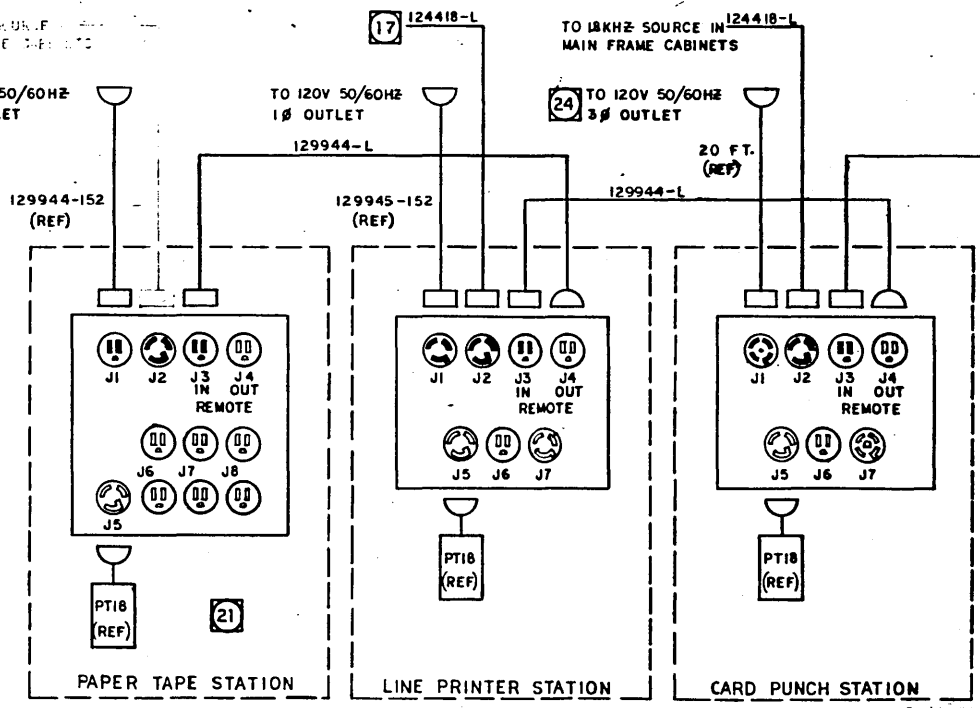 17
124418-L
TO 18KHZ SOURCE IN
MAIN FRAME CABINETS
124418-L
50/60HZ
TO 120V 50/60HZ
1Ø OUTLET
24
TO 120V 50/60HZ
3Ø OUTLET
129944-L
20 FT.
(REF)
129944-152
(REF)
129945-152
(REF)
129944-L
J1
J2
J3
J4
IN
OUT
REMOTE
J6
J7
J8
J5
PT18
(REF)
21
PAPER TAPE STATION
J1
J2
J3
J4
IN
OUT
REMOTE
J5
J6
J7
PT18
(REF)
LINE PRINTER STATION
J1
J2
J3
J4
IN
OUT
REMOTE
J5
J6
J7
PT18
(REF)
CARD PUNCH STATION